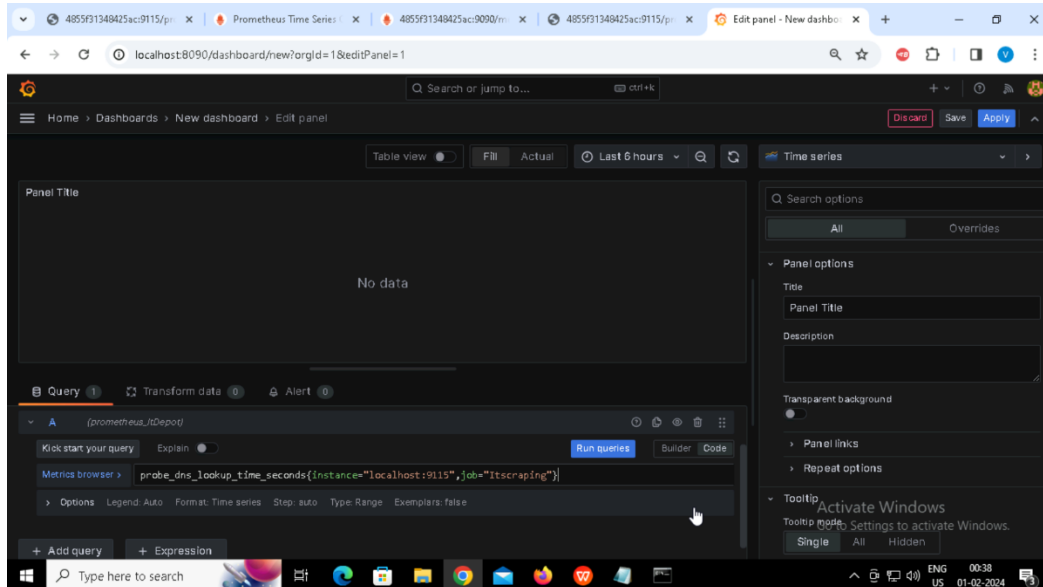 4855f31348425ac:9115/pr
Prometheus Time Series
4855f31348425ac:9090/m
4855f31348425ac:9115/pr
Edit panel - New dashbo
localhost:8090/dashboard/new?orgId=1&editPanel=1
V
Search or jump to...
ctrl+k
Home › Dashboards › New dashboard › Edit panel
Discard
Save
Apply
Table view
Fill
Actual
Last 6 hours
Time series
Panel Title
No data
Search options
All
Overrides
Panel options
Title
Panel Title
Description
Transparent background
Panel links
Repeat options
Tooltip
Tooltip mode
Single
All
Hidden
Query 1
Transform data 0
Alert 0
A (prometheus_ItDepot)
Kick start your query
Explain
Run queries
Builder
Code
Metrics browser >
probe_dns_lookup_time_seconds{instance="localhost:9115",job="Itscraping"}
Options Legend: Auto Format: Time series Step: auto Type: Range Exemplars: false
+ Add query
+ Expression
Activate Windows
Go to Settings to activate Windows.
Type here to search
ENG
US
00:38
01-02-2024